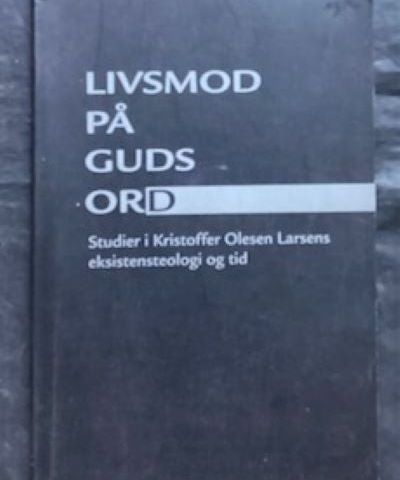 LIVSMOD
PÅ
GUDS
ORD
Studier i Kristoffer Olesen Larsens
eksistensteologi og tid